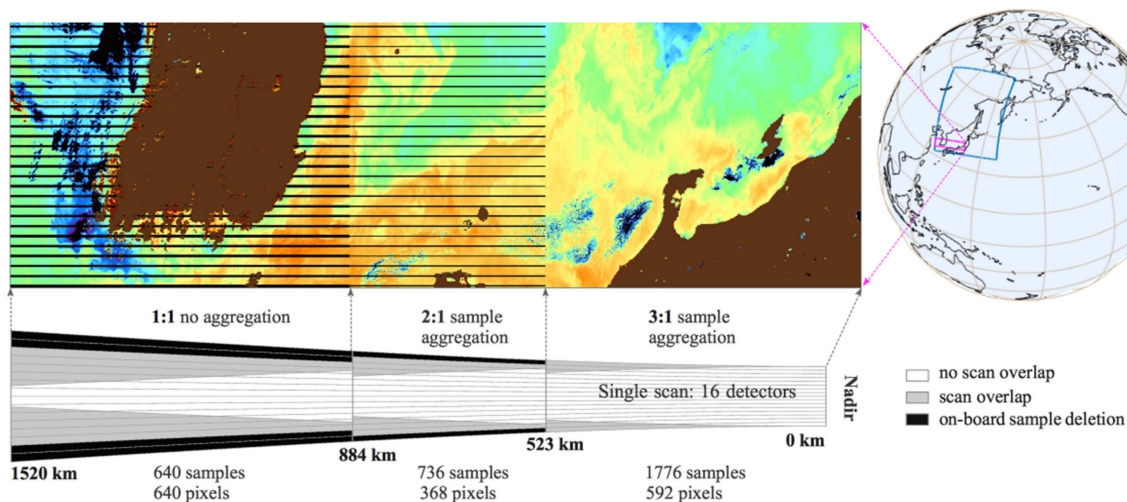 1:1 no aggregation
2:1 sample
aggregation
3:1 sample
aggregation
Single scan: 16 detectors
Nadir
no scan overlap
scan overlap
on-board sample deletion
1520 km
884 km
523 km
0 km
640 samples
640 pixels
736 samples
368 pixels
1776 samples
592 pixels